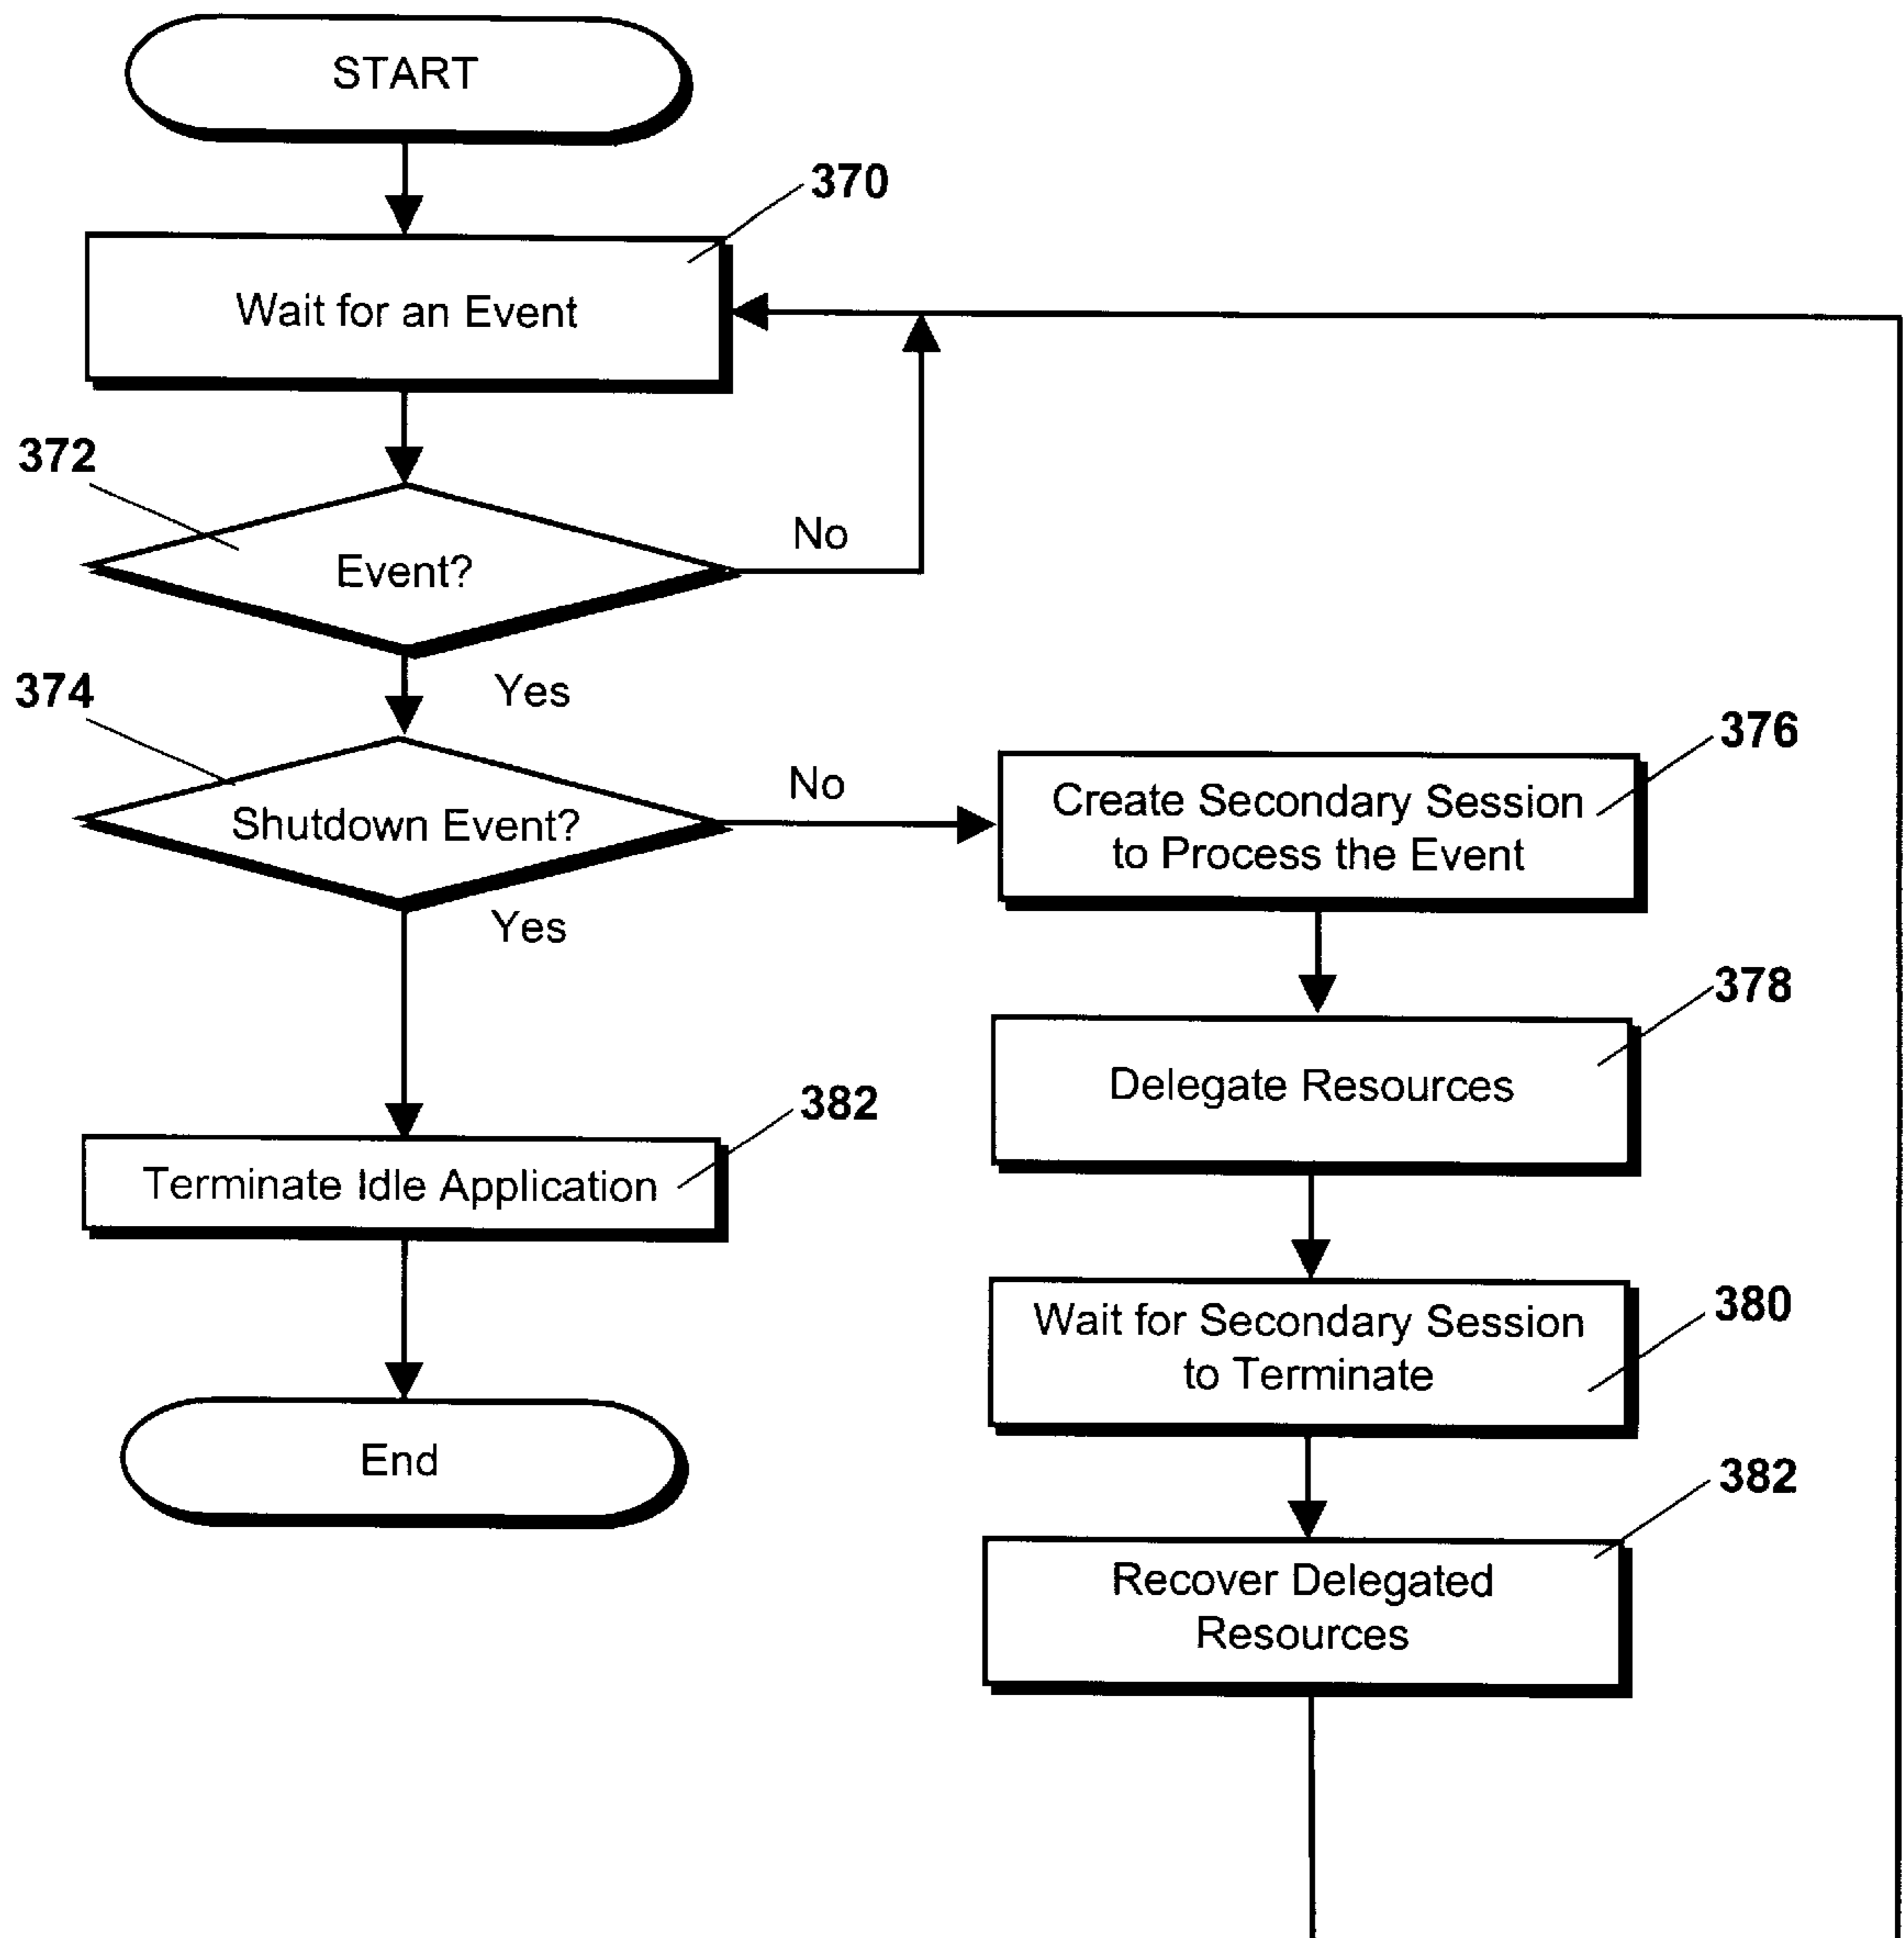 START
370
Wait for an Event
372
Event?
No
Yes
374
Shutdown Event?
No
Yes
376
Create Secondary Session
to Process the Event
378
Delegate Resources
382
Terminate Idle Application
380
Wait for Secondary Session
to Terminate
End
382
Recover Delegated
Resources